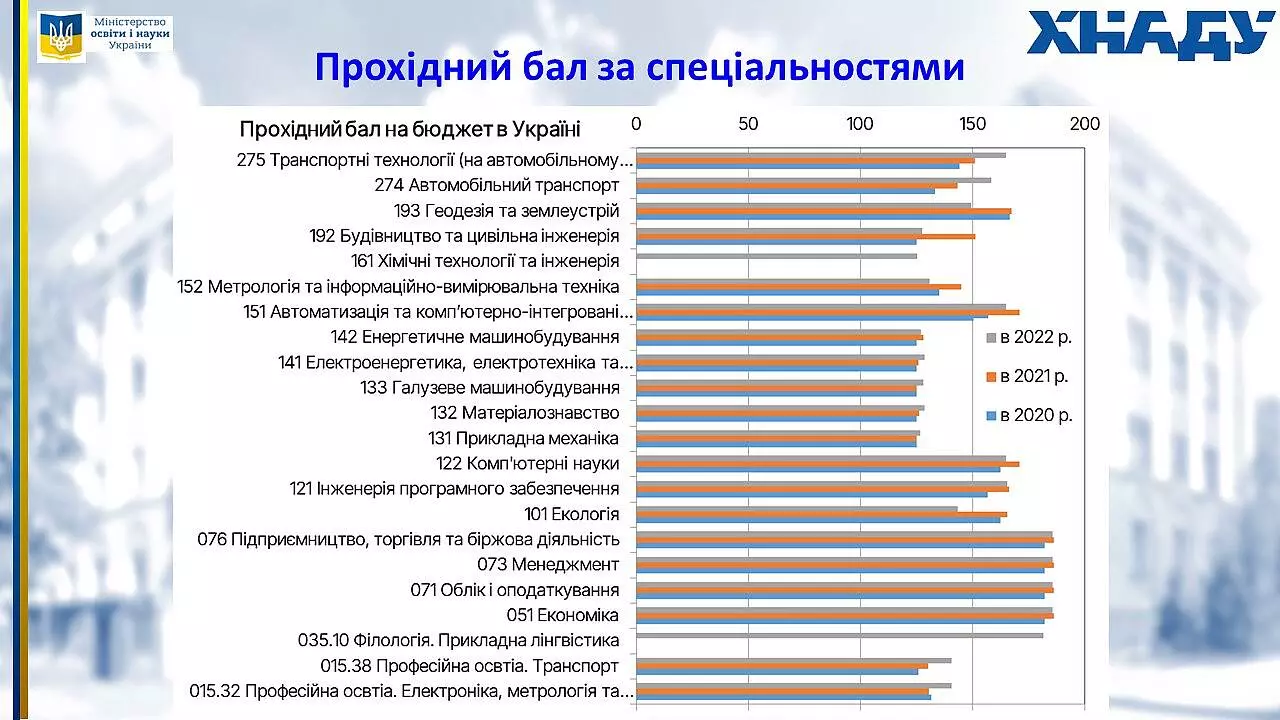 Міністерство
освіти і науки
України
ХНАДУ
Прохідний бал за спеціальностями
Прохідний бал на бюджет в Україні
0 50 100 150 200
275 Транспортні технології (на автомобільному...
274 Автомобільний транспорт
193 Геодезія та землеустрій
192 Будівництво та цивільна інженерія
161 Хімічні технології та інженерія
152 Метрологія та інформаційно-вимірювальна техніка
151 Автоматизація та комп’ютерно-інтегровані...
142 Енергетичне машинобудування
141 Електроенергетика, електротехніка та...
133 Галузеве машинобудування
132 Матеріалознавство
131 Прикладна механіка
122 Комп'ютерні науки
121 Інженерія програмного забезпечення
101 Екологія
076 Підприємництво, торгівля та біржова діяльність
073 Менеджмент
071 Облік і оподаткування
051 Економіка
035.10 Філологія. Прикладна лінгвістика
015.38 Професійна освтіа. Транспорт
015.32 Професійна освтіа. Електроніка, метрологія та...
в 2022 р.
в 2021 р.
в 2020 р.